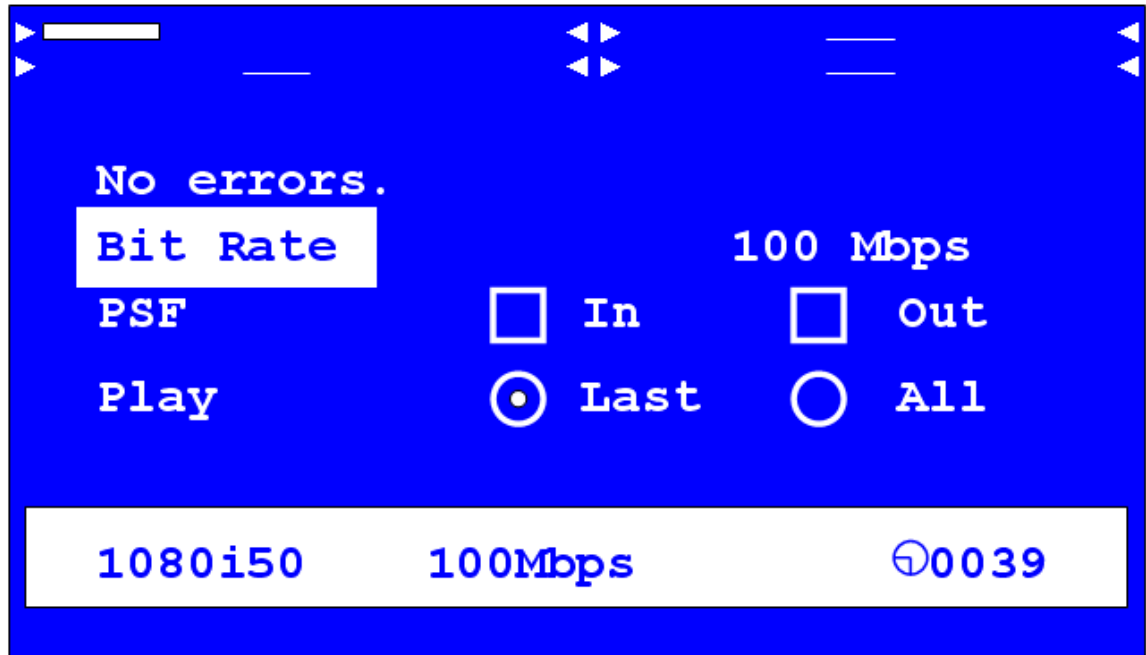 No errors.
Bit Rate 100 Mbps
PSF In Out
Play Last All
1080i50 100Mbps 0039